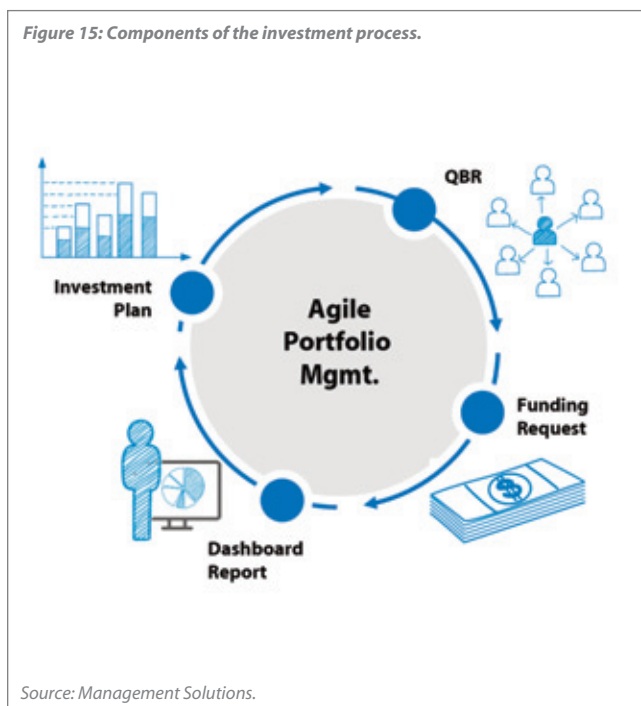 Figure 15: Components of the investment process.
QBR
Investment
Plan
Agile
Portfolio
Mgmt.
Funding
Request
$
Dashboard
Report
Source: Management Solutions.